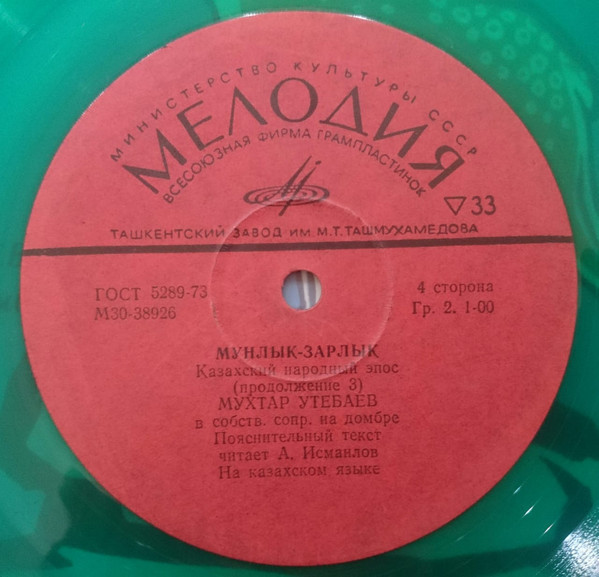 МИНИСТЕРСТВО КУЛЬТУРЫ СССР
МЕЛОДИЯ
ВСЕСОЮЗНАЯ ФИРМА ГРАМПЛАСТИНОК
▽33
ТАШКЕНТСКИЙ ЗАВОД ИМ. М.Т. ТАШМУХАМЕДОВА
ГОСТ 5289-73
М30-38926
4 сторона
Гр. 2. 1-00
МУНЛЫК-ЗАРЛЫК
Казахский народный эпос
(продолжение 3)
МУХТАР УТЕБАЕВ
в собств. сопр. на домбре
Пояснительный текст
читает А. Исмаилов
На казахском языке